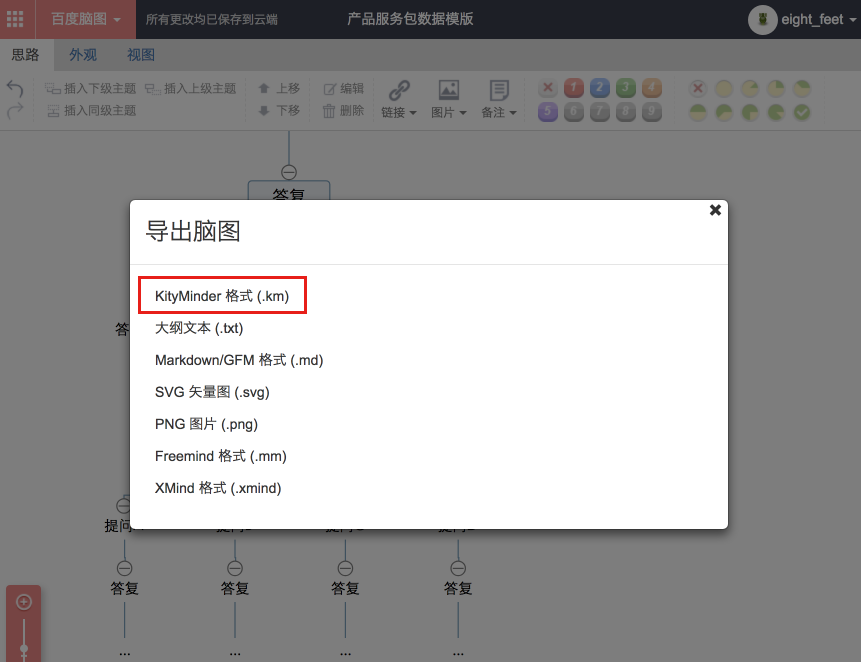 百度脑图 所有更改均已保存到云端 产品服务包数据模版 eight_feet
思路 外观 视图
插入下级主题 插入上级主题 上移 编辑 1 2 3 4
插入同级主题 下移 删除 链接 图片 备注 5 6 7 8 9
答复
导出脑图
KityMinder 格式 (.km)
大纲文本 (.txt)
答
Markdown/GFM 格式 (.md)
SVG 矢量图 (.svg)
PNG 图片 (.png)
Freemind 格式 (.mm)
XMind 格式 (.xmind)
提问
答复 答复 答复 答复
... ... ... ...